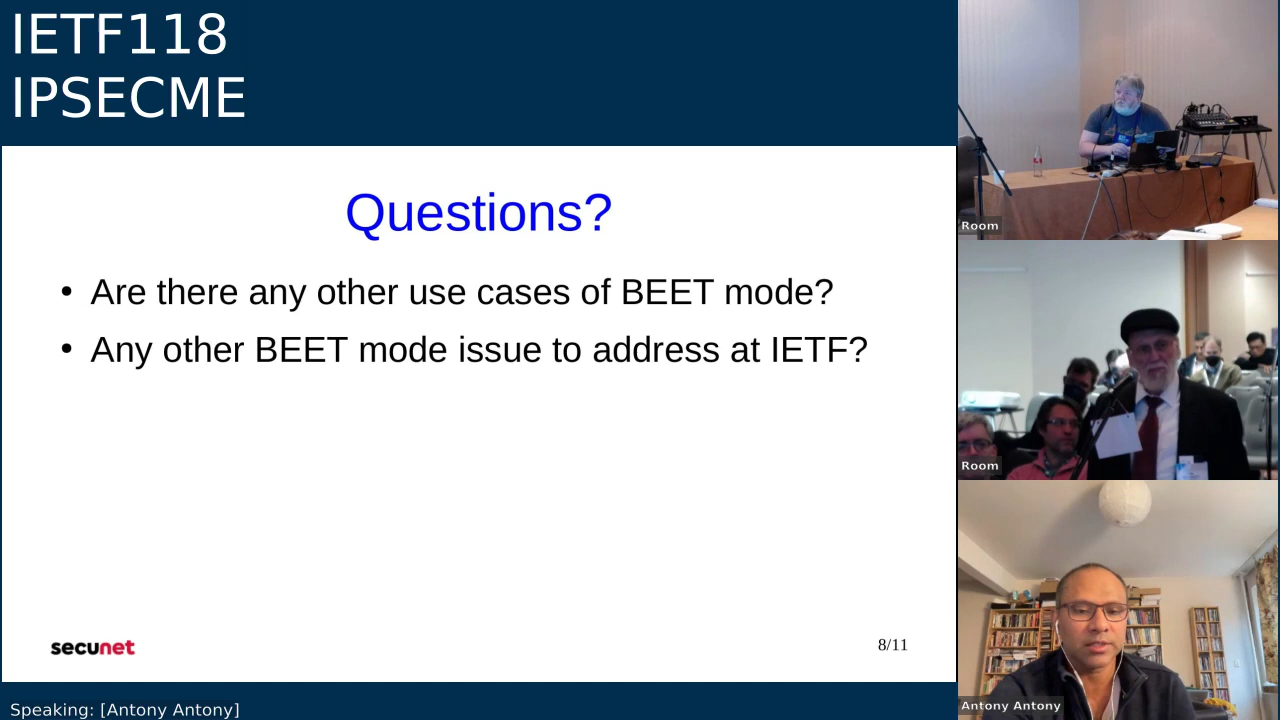 IETF118
IPSECME
Questions?
• Are there any other use cases of BEET mode?
• Any other BEET mode issue to address at IETF?
secunet
8/11
Speaking: [Antony Antony]
Room
Room
Antony Antony